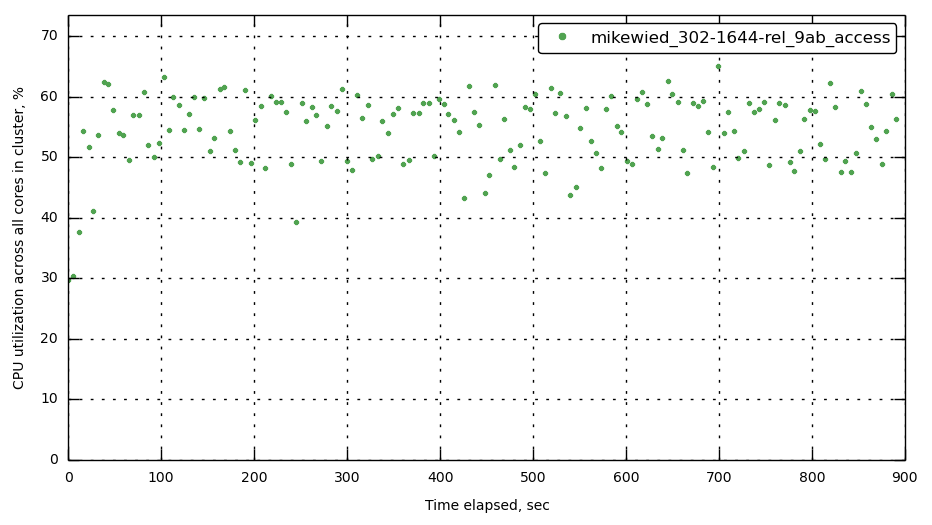 mikewied_302-1644-rel_9ab_access
CPU utilization across all cores in cluster, %
70
60
50
40
30
20
10
0
0 100 200 300 400 500 600 700 800 900
Time elapsed, sec